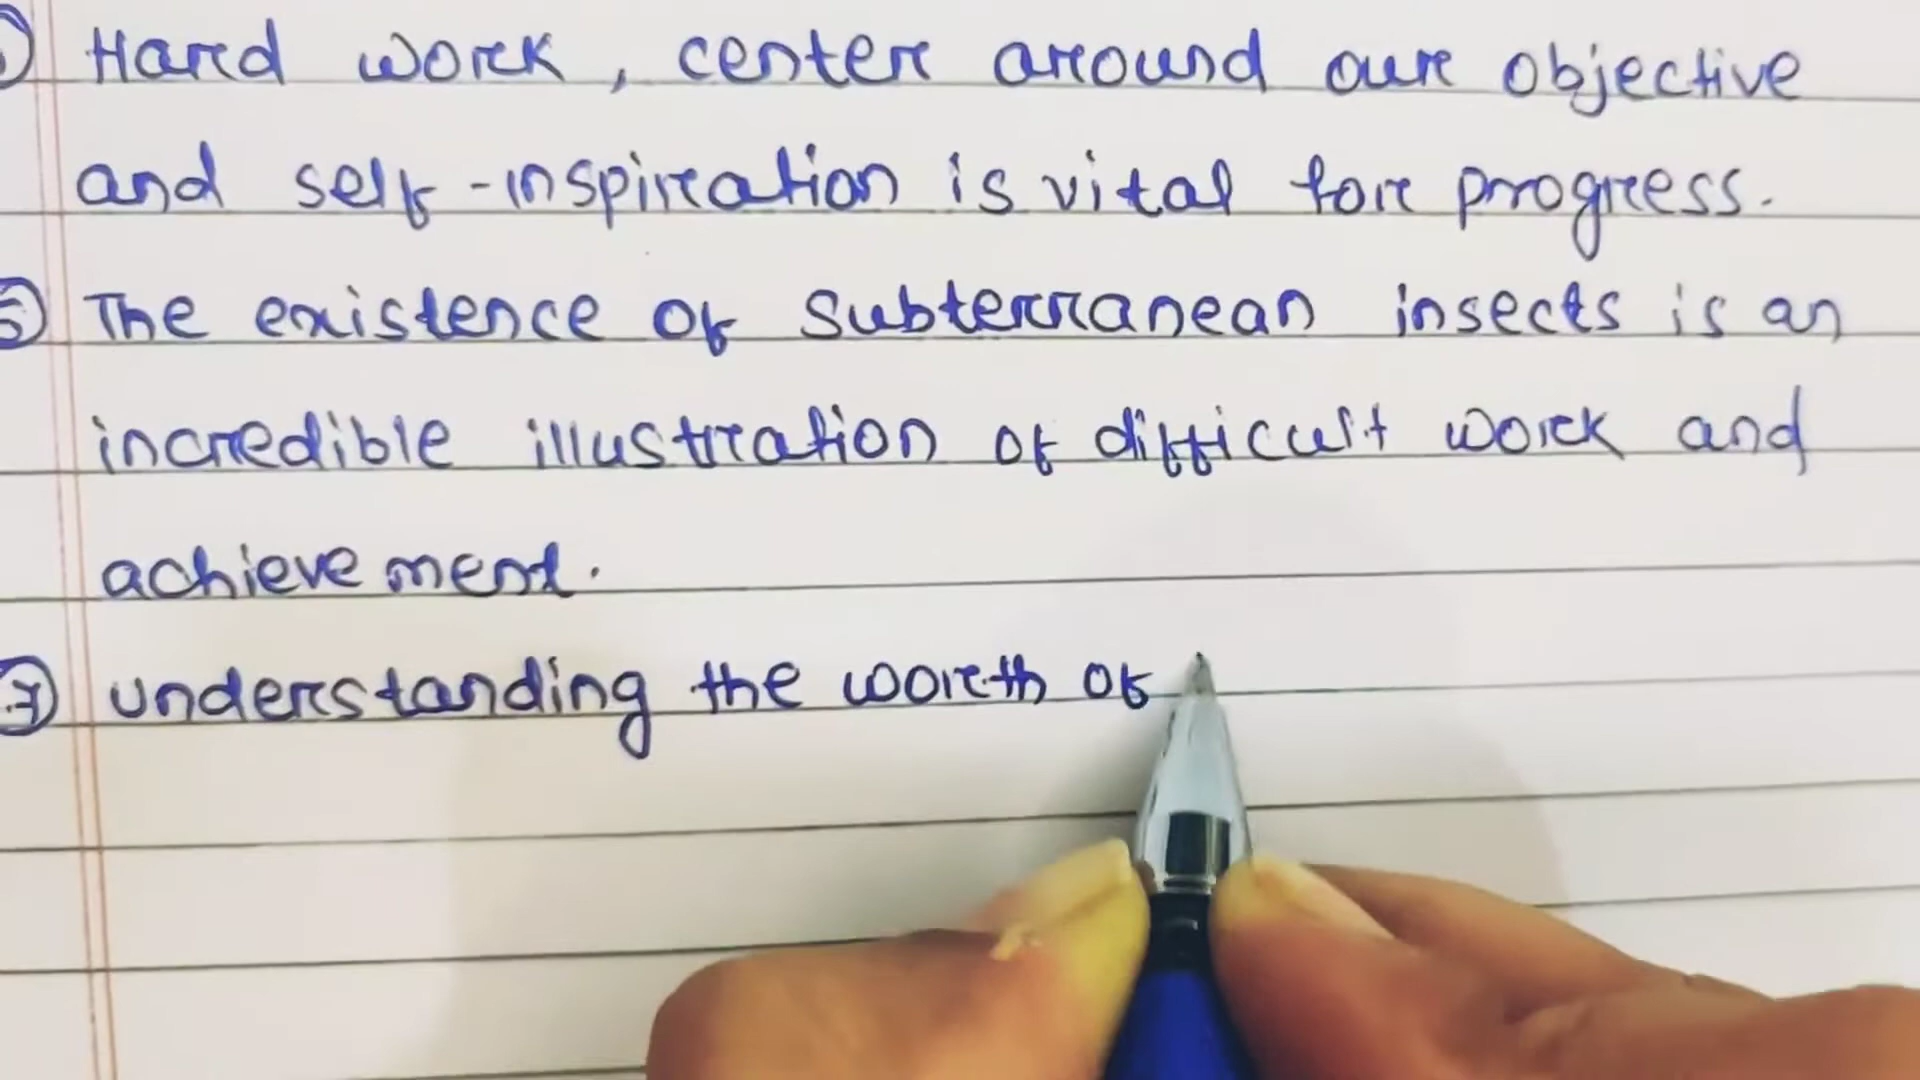 Hard work, center around our objective
and self-inspiration is vital for progress.
The existence of subterranean insects is an
incredible illustration of difficult work and
achievement.
7 understanding the worth of